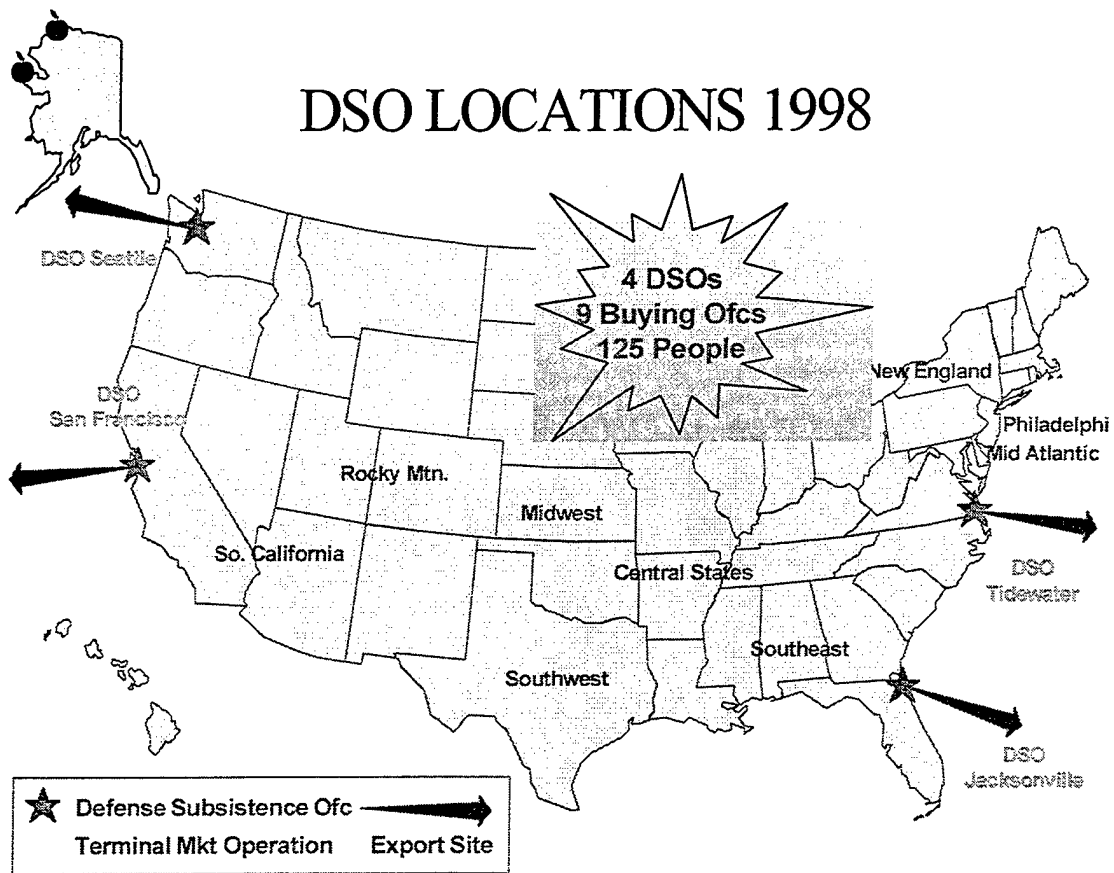 DSO LOCATIONS 1998
DSO Seattle
4 DSOs
9 Buying Ofcs
125 People
New England
DSO
San Francisco
Philadelphi
Mid Atlantic
Rocky Mtn.
Midwest
So. California
Central States
DSO
Tidewater
Southeast
Southwest
DSO
Jacksonville
Defense Subsistence Ofc
Terminal Mkt Operation Export Site